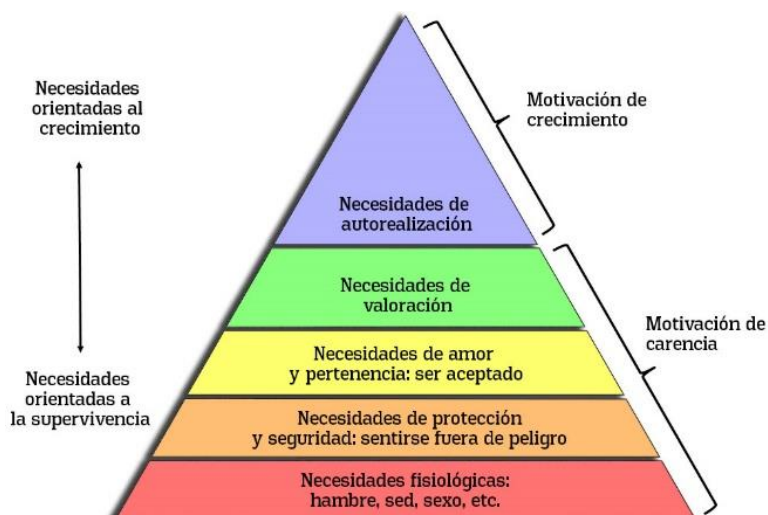 Necesidades
orientadas al
crecimiento
Necesidades
orientadas a
la supervivencia
Necesidades de
autorealización
Necesidades de
valoración
Necesidades de amor
y pertenencia: ser aceptado
Necesidades de protección
y seguridad: sentirse fuera de peligro
Necesidades fisiológicas:
hambre, sed, sexo, etc.
Motivación de
crecimiento
Motivación de
carencia